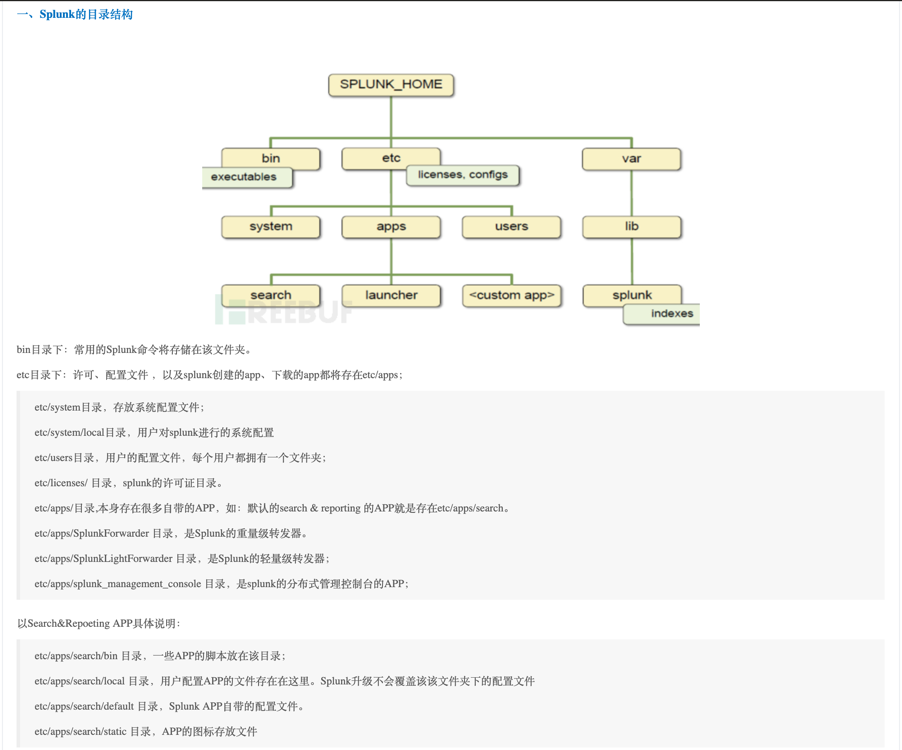 一、Splunk的目录结构
SPLUNK_HOME
bin
executables
etc
licenses, configs
var
system
apps
users
lib
search
launcher
<custom app>
splunk
indexes
REEBUF
bin目录下：常用的Splunk命令将存储在该文件夹。
etc目录下：许可、配置文件 ，以及splunk创建的app、下载的app都将存在etc/apps；
etc/system目录，存放系统配置文件；
etc/system/local目录，用户对splunk进行的系统配置
etc/users目录，用户的配置文件，每个用户都拥有一个文件夹；
etc/licenses/ 目录，splunk的许可证目录。
etc/apps/目录,本身存在很多自带的APP，如：默认的search & reporting 的APP就是存在etc/apps/search。
etc/apps/SplunkForwarder 目录，是Splunk的重量级转发器。
etc/apps/SplunkLightForwarder 目录，是Splunk的轻量级转发器；
etc/apps/splunk_management_console 目录，是splunk的分布式管理控制台的APP；
以Search&Repoeting APP具体说明：
etc/apps/search/bin 目录，一些APP的脚本放在该目录；
etc/apps/search/local 目录，用户配置APP的文件存在在这里。Splunk升级不会覆盖该该文件夹下的配置文件
etc/apps/search/default 目录，Splunk APP自带的配置文件。
etc/apps/search/static 目录，APP的图标存放文件